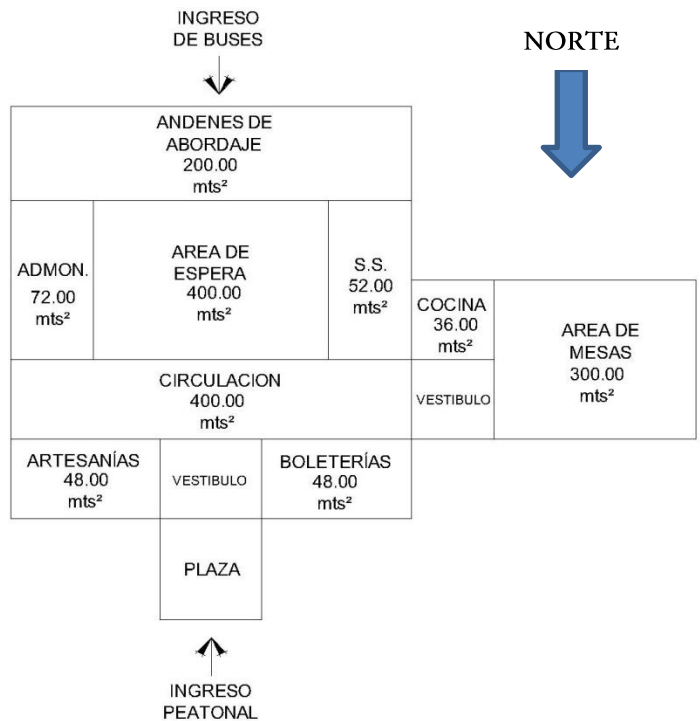 INGRESO
DE BUSES
NORTE
ANDENES DE
ABORDAJE
200.00
mts²
ADMON.
72.00
mts²
AREA DE
ESPERA
400.00
mts²
S.S.
52.00
mts²
COCINA
36.00
mts²
AREA DE
MESAS
300.00
mts²
CIRCULACION
400.00
mts²
VESTIBULO
ARTESANÍAS
48.00
mts²
VESTIBULO
BOLETERÍAS
48.00
mts²
PLAZA
INGRESO
PEATONAL